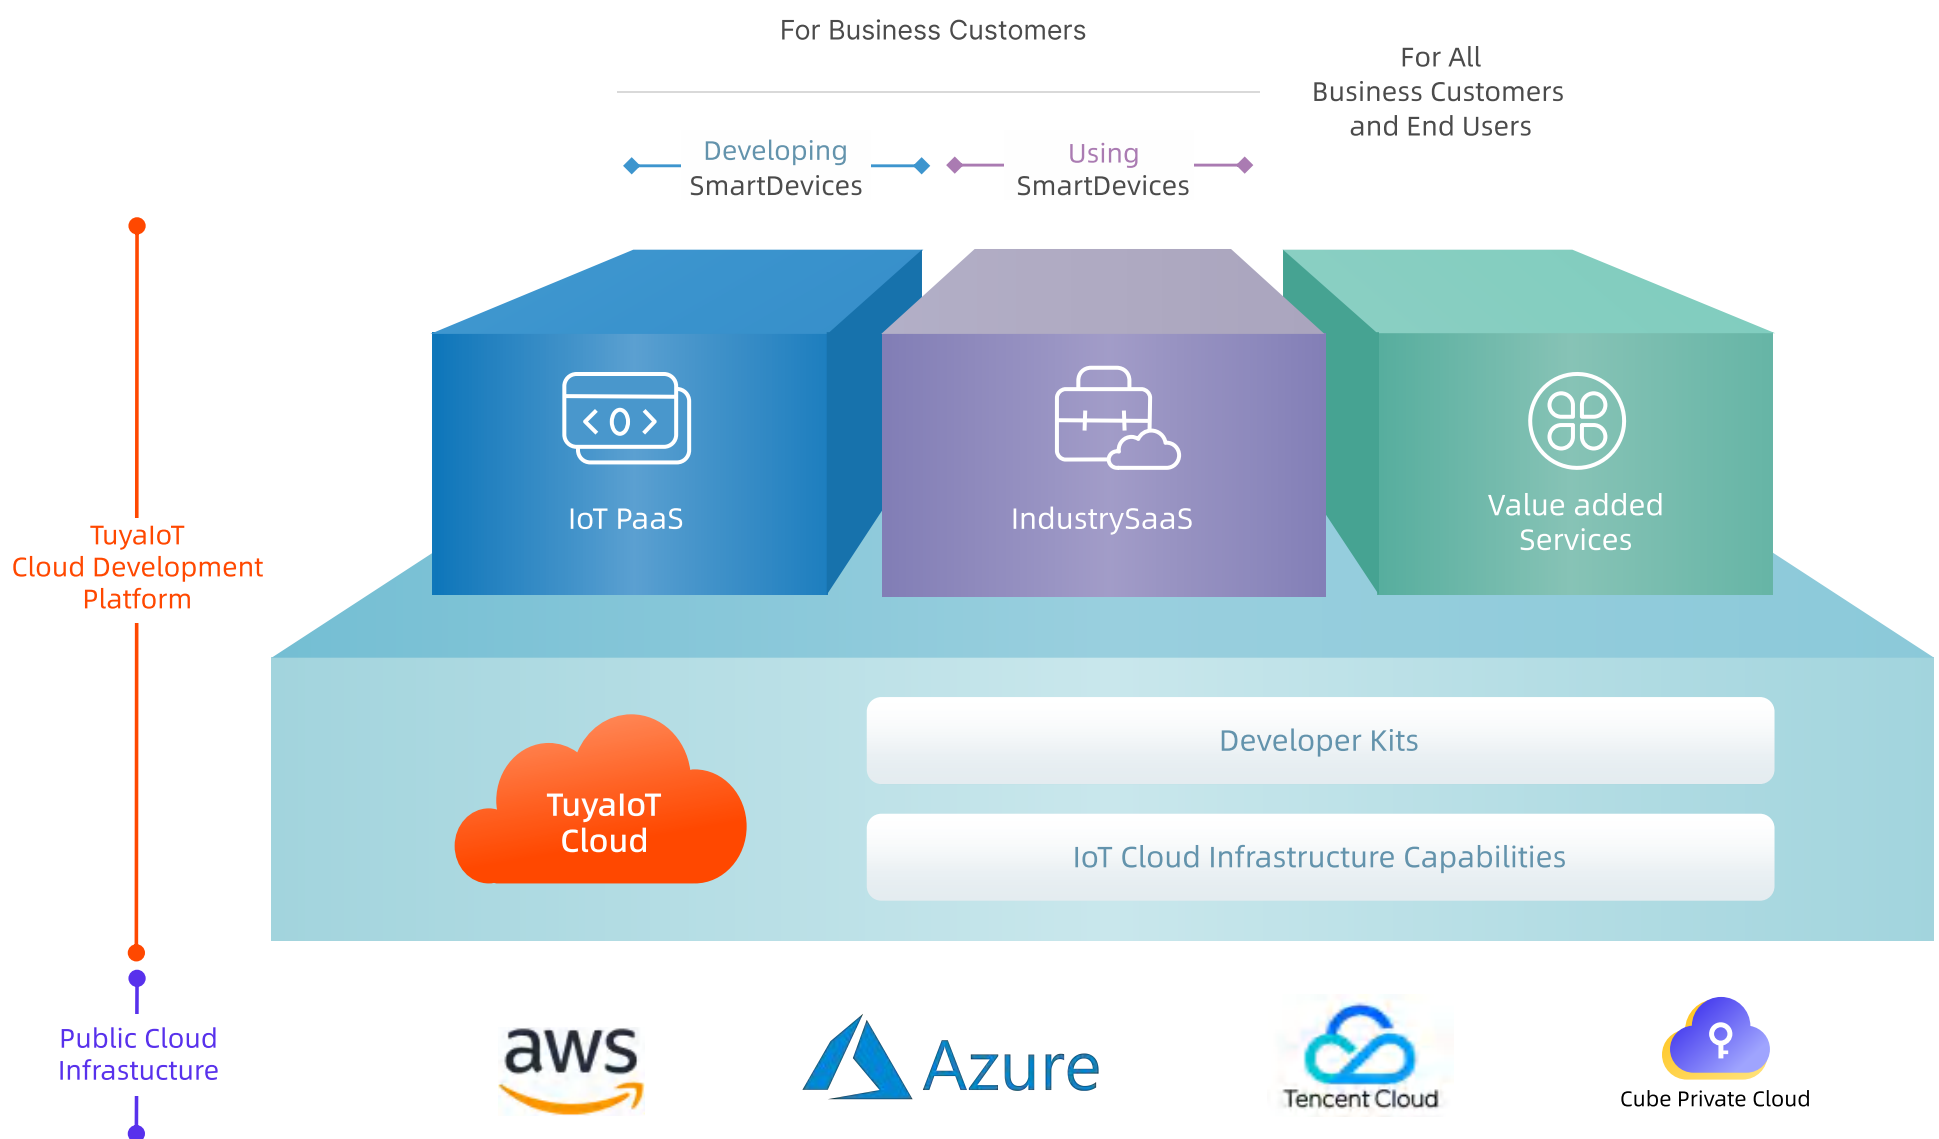 For Business Customers
For All
Business Customers
and End Users
Developing
SmartDevices
Using
SmartDevices
IoT PaaS
IndustrySaaS
Value added
Services
TuyaIoT
Cloud Development
Platform
Developer Kits
TuyaIoT
Cloud
IoT Cloud Infrastructure Capabilities
Public Cloud
Infrastucture
aws
Azure
Tencent Cloud
Cube Private Cloud